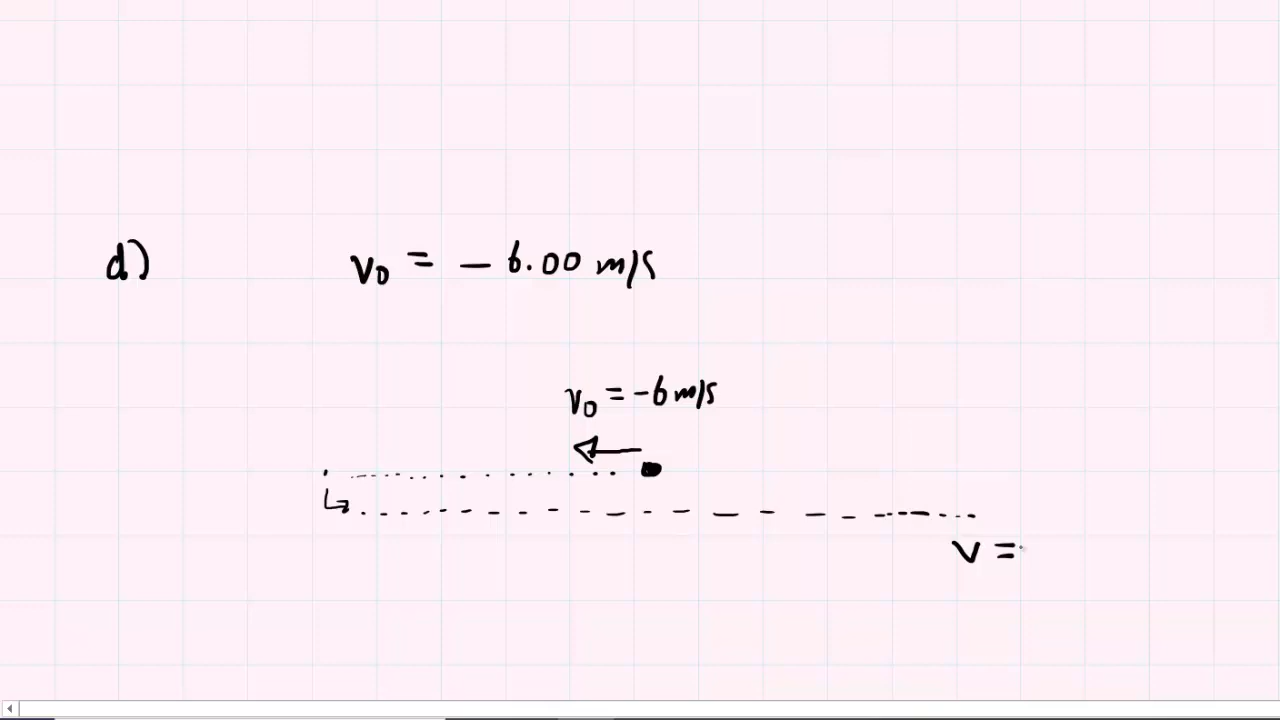 d) v₀ = - 6.00 m/s
v₀ = -6 m/s
v =